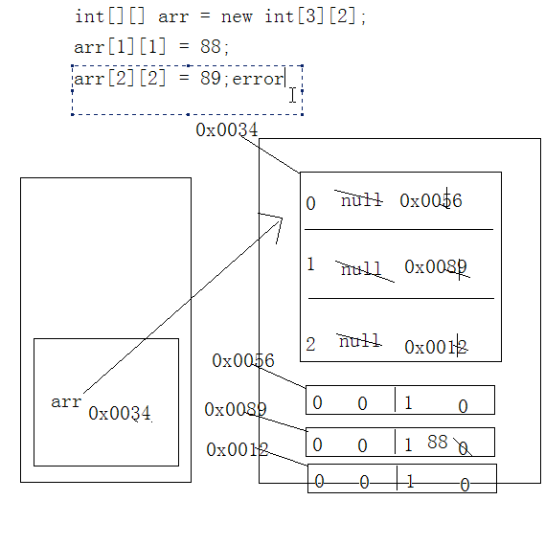 int[][] arr = new int[3][2];
arr[1][1] = 88;
arr[2][2] = 89;error
0x0034
0 null 0x0056
1 null 0x0089
2 null 0x0012
arr 0x0034
0x0056
0 0 1 0
0x0089
0 0 1 88 0
0x0012
0 0 1 0